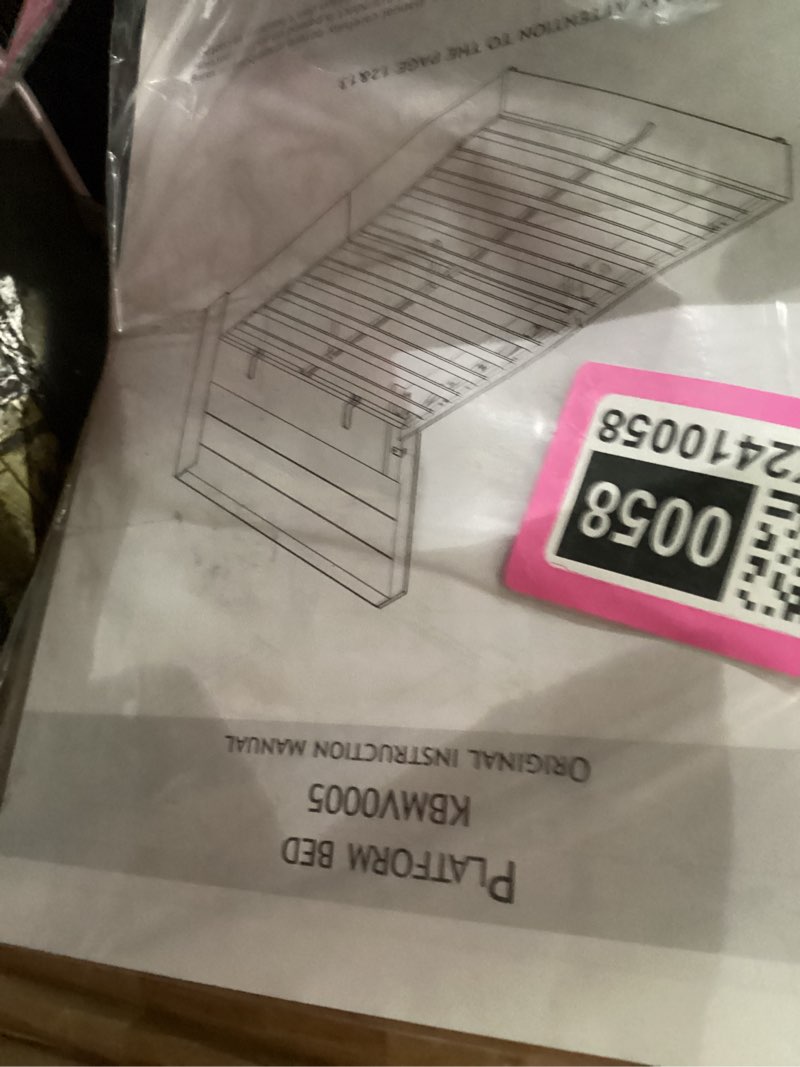 PLATFORM BED
KBMV0005
ORIGINAL INSTRUCTION MANUAL
0058
2410058
ATTENTION TO THE PAGE 12&13